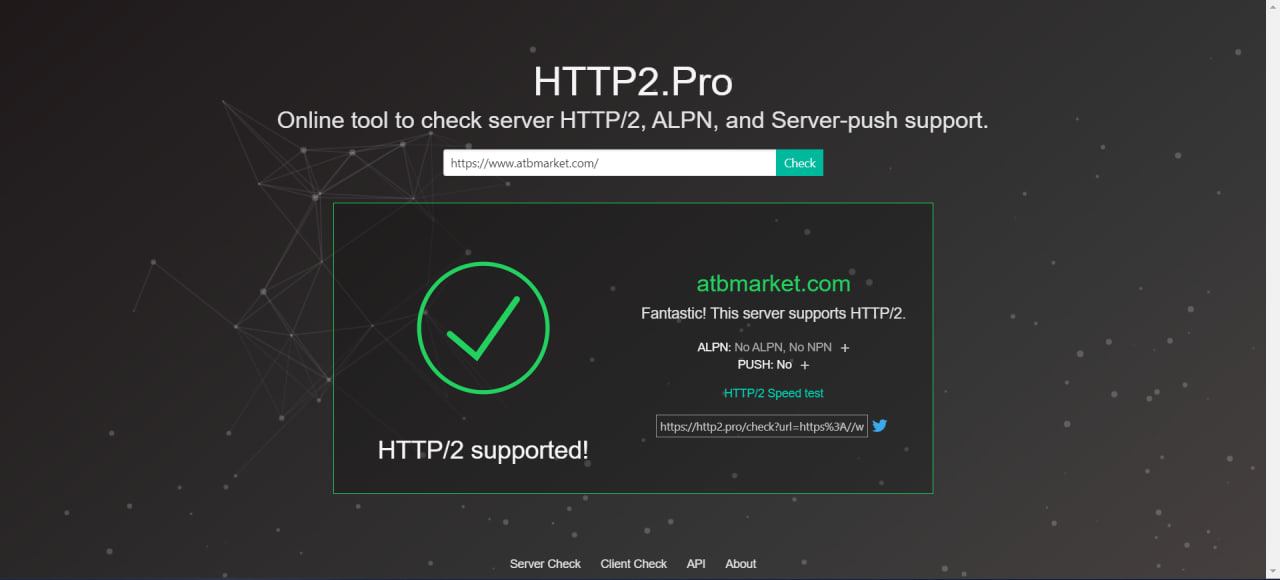 HTTP2.Pro
Online tool to check server HTTP/2, ALPN, and Server-push support.
https://www.atbmarket.com/
Check
HTTP/2 supported!
atbmarket.com
Fantastic! This server supports HTTP/2.
ALPN: No ALPN, No NPN +
PUSH: No +
HTTP/2 Speed test
https://http2.pro/check?url=https%3A//w
Server Check Client Check API About